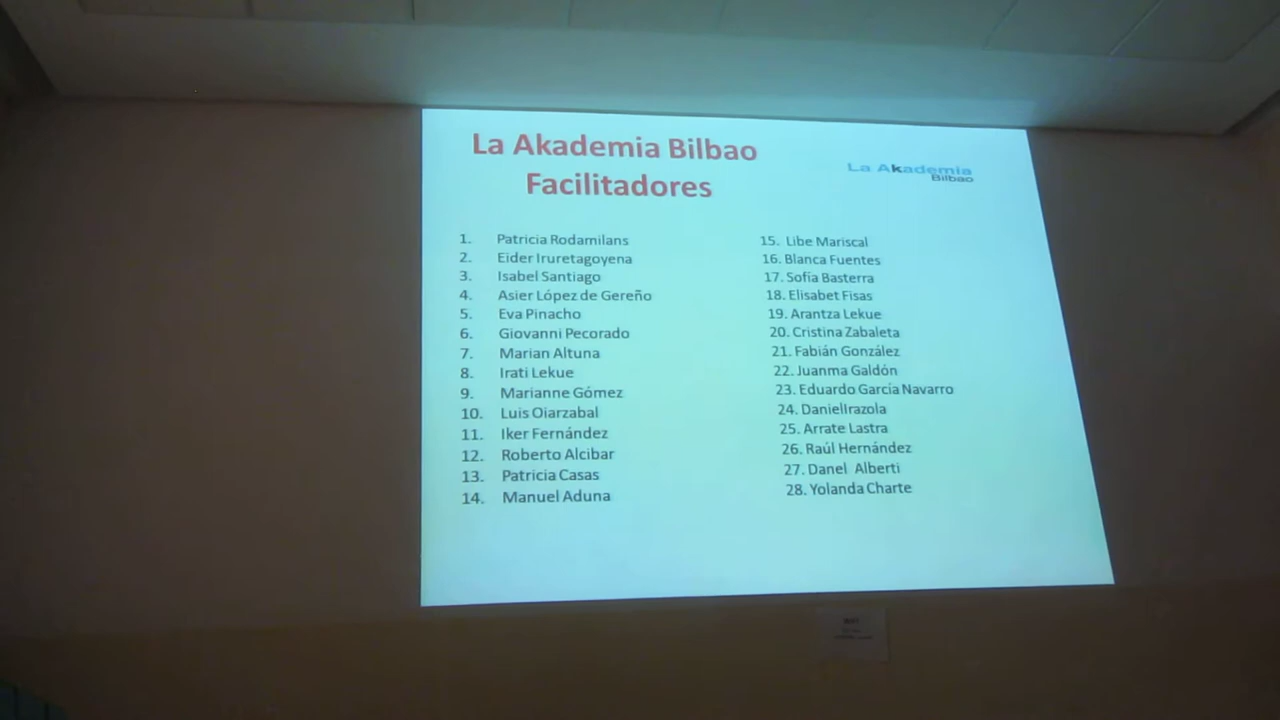 La Akademia Bilbao
Facilitadores
La Akademia
Bilbao
1. Patricia Rodamilans
2. Eider Iruretagoyena
3. Isabel Santiago
4. Asier López de Gereño
5. Eva Pinacho
6. Giovanni Pecorado
7. Marian Altuna
8. Irati Lekue
9. Marianne Gómez
10. Luis Oiarzabal
11. Iker Fernández
12. Roberto Alcibar
13. Patricia Casas
14. Manuel Aduna
15. Libe Mariscal
16. Blanca Fuentes
17. Sofía Basterra
18. Elisabet Fisas
19. Arantza Lekue
20. Cristina Zabaleta
21. Fabián González
22. Juanma Galdón
23. Eduardo García Navarro
24. DanielIrazola
25. Arrate Lastra
26. Raúl Hernández
27. Danel Alberti
28. Yolanda Charte